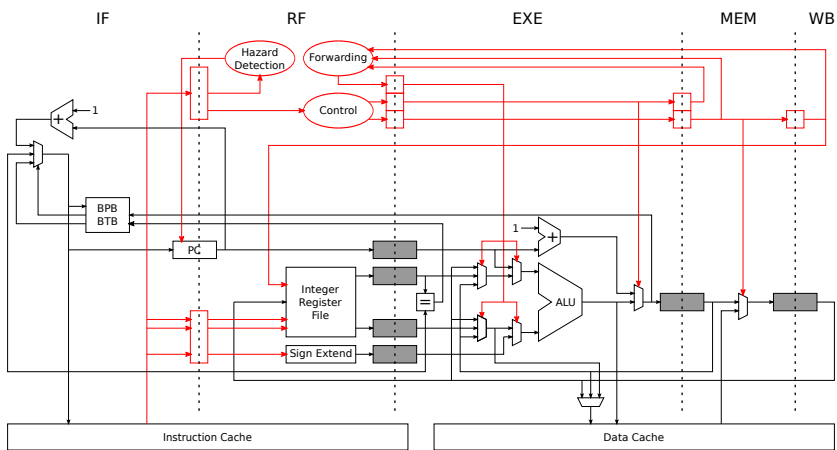 IF
RF
EXE
MEM
WB
Hazard
Detection
Forwarding
Control
+
1
BPB
BTB
PC
1
+
Integer
Register
File
=
ALU
Sign Extend
Instruction Cache
Data Cache